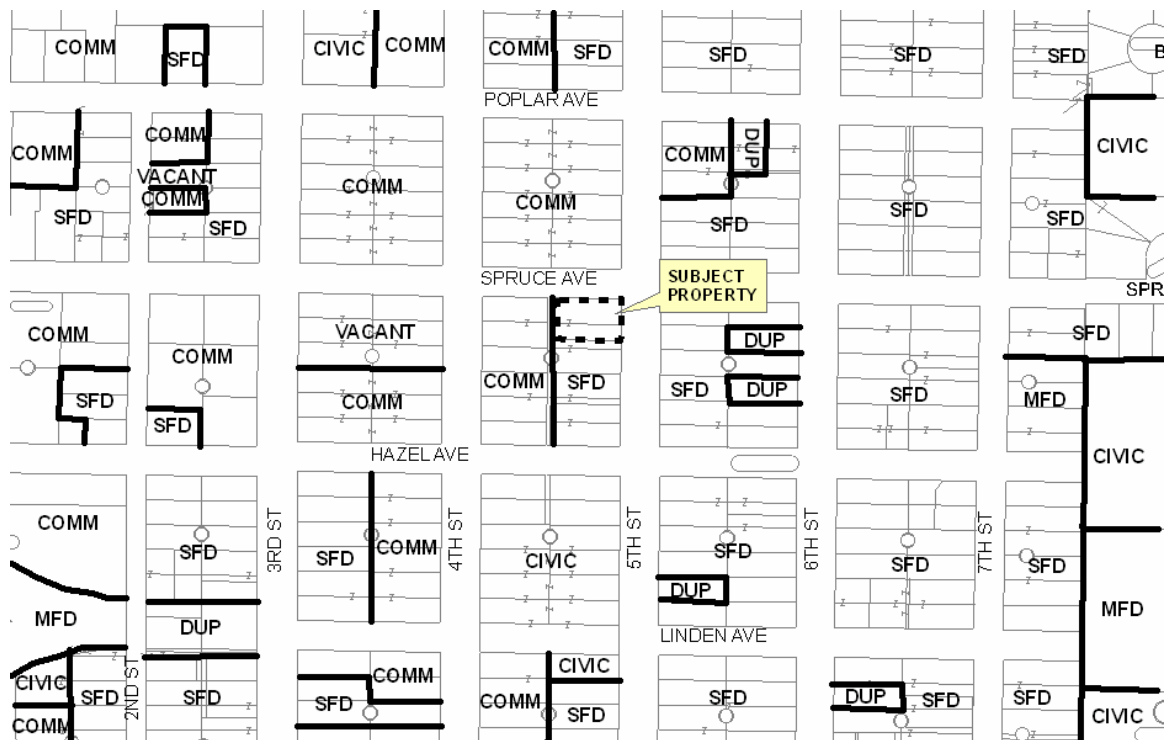 COMM
SFD
CIVIC
COMM
COMM
SFD
SFD
SFD
SFD
B
POPLAR AVE
COMM
COMM
VACANT
COMM
SFD
SFD
COMM
COMM
COMM
DUP
SFD
SFD
SFD
CIVIC
SPRUCE AVE
SUBJECT
PROPERTY
SPR
COMM
COMM
VACANT
DUP
SFD
SFD
SFD
COMM
COMM
SFD
SFD
DUP
SFD
MFD
HAZEL AVE
CIVIC
COMM
SFD
3RD ST
SFD
COMM
4TH ST
CIVIC
5TH ST
SFD
6TH ST
SFD
7TH ST
SFD
DUP
MFD
DUP
MFD
LINDEN AVE
CIVIC
SFD
2ND ST
SFD
COMM
SFD
COMM
COMM
CIVIC
SFD
SFD
DUP
SFD
SFD
CIVIC